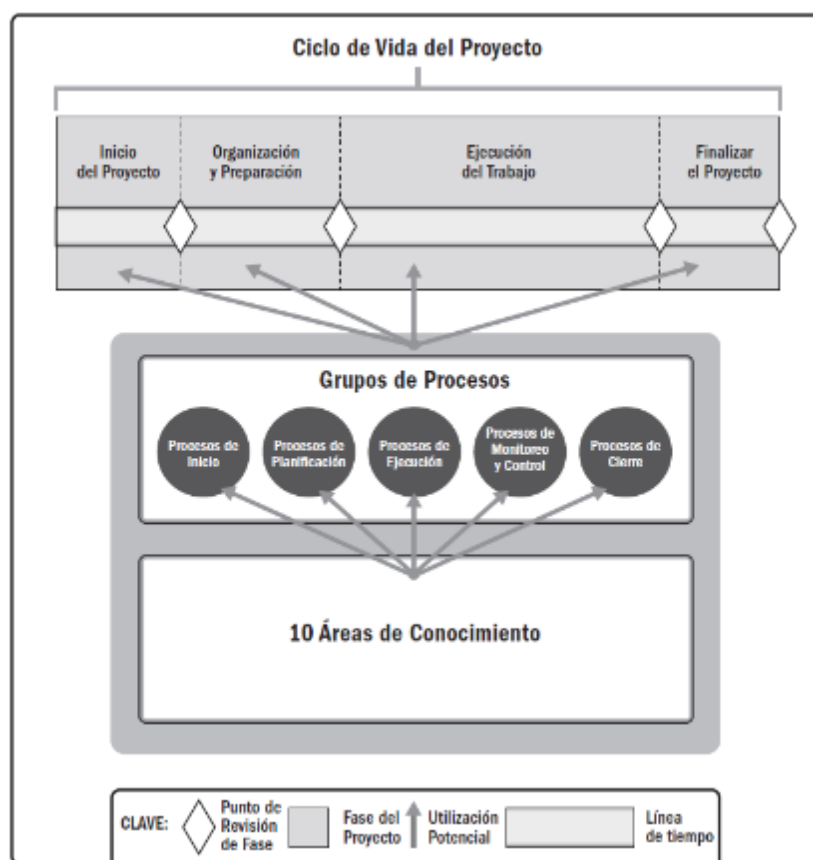 Ciclo de Vida del Proyecto
Inicio
del Proyecto
Organización
y Preparación
Ejecución
del Trabajo
Finalizar
el Proyecto
Grupos de Procesos
Procesos de
Inicio
Procesos de
Planificación
Procesos de
Ejecución
Procesos de
Monitoreo
y Control
Procesos de
Cierre
10 Áreas de Conocimiento
CLAVE:
Punto de
Revisión
de Fase
Fase del
Proyecto
Utilización
Potencial
Línea
de tiempo